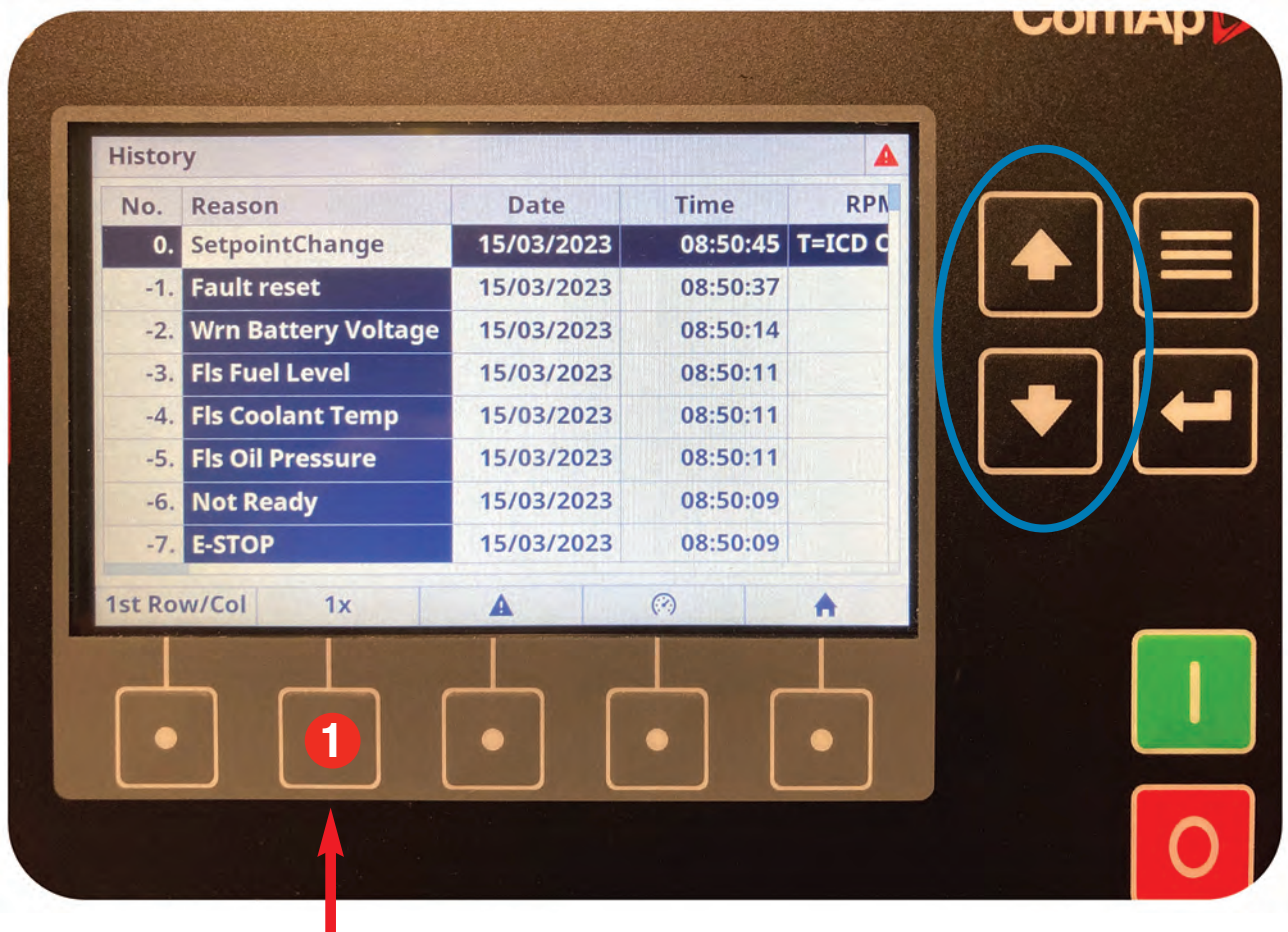 ComAp
History
No. Reason Date Time RPM
0. SetpointChange 15/03/2023 08:50:45 T=ICD C
-1. Fault reset 15/03/2023 08:50:37
-2. Wrn Battery Voltage 15/03/2023 08:50:14
-3. Fls Fuel Level 15/03/2023 08:50:11
-4. Fls Coolant Temp 15/03/2023 08:50:11
-5. Fls Oil Pressure 15/03/2023 08:50:11
-6. Not Ready 15/03/2023 08:50:09
-7. E-STOP 15/03/2023 08:50:09
1st Row/Col 1x
1
I
O